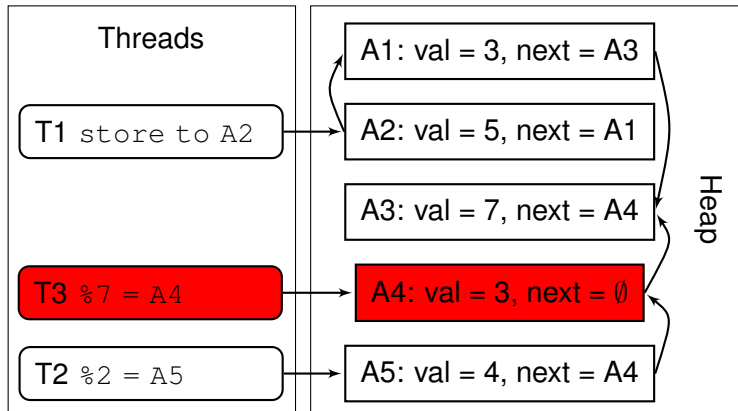 Threads
T1 store to A2
T3 %7 = A4
T2 %2 = A5
A1: val = 3, next = A3
A2: val = 5, next = A1
A3: val = 7, next = A4
A4: val = 3, next = ∅
A5: val = 4, next = A4
Heap